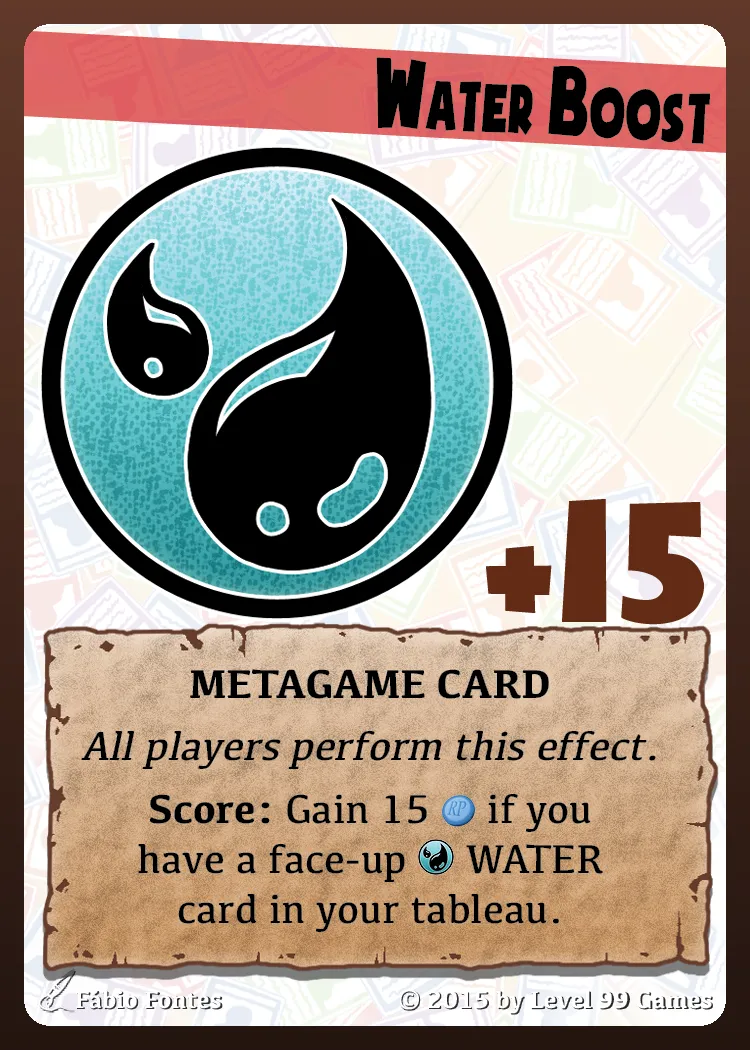 WATER BOOST
+15
METAGAME CARD
All players perform this effect.
Score: Gain 15 RP if you
have a face-up WATER
card in your tableau.
Fábio Fontes
© 2015 by Level 99 Games